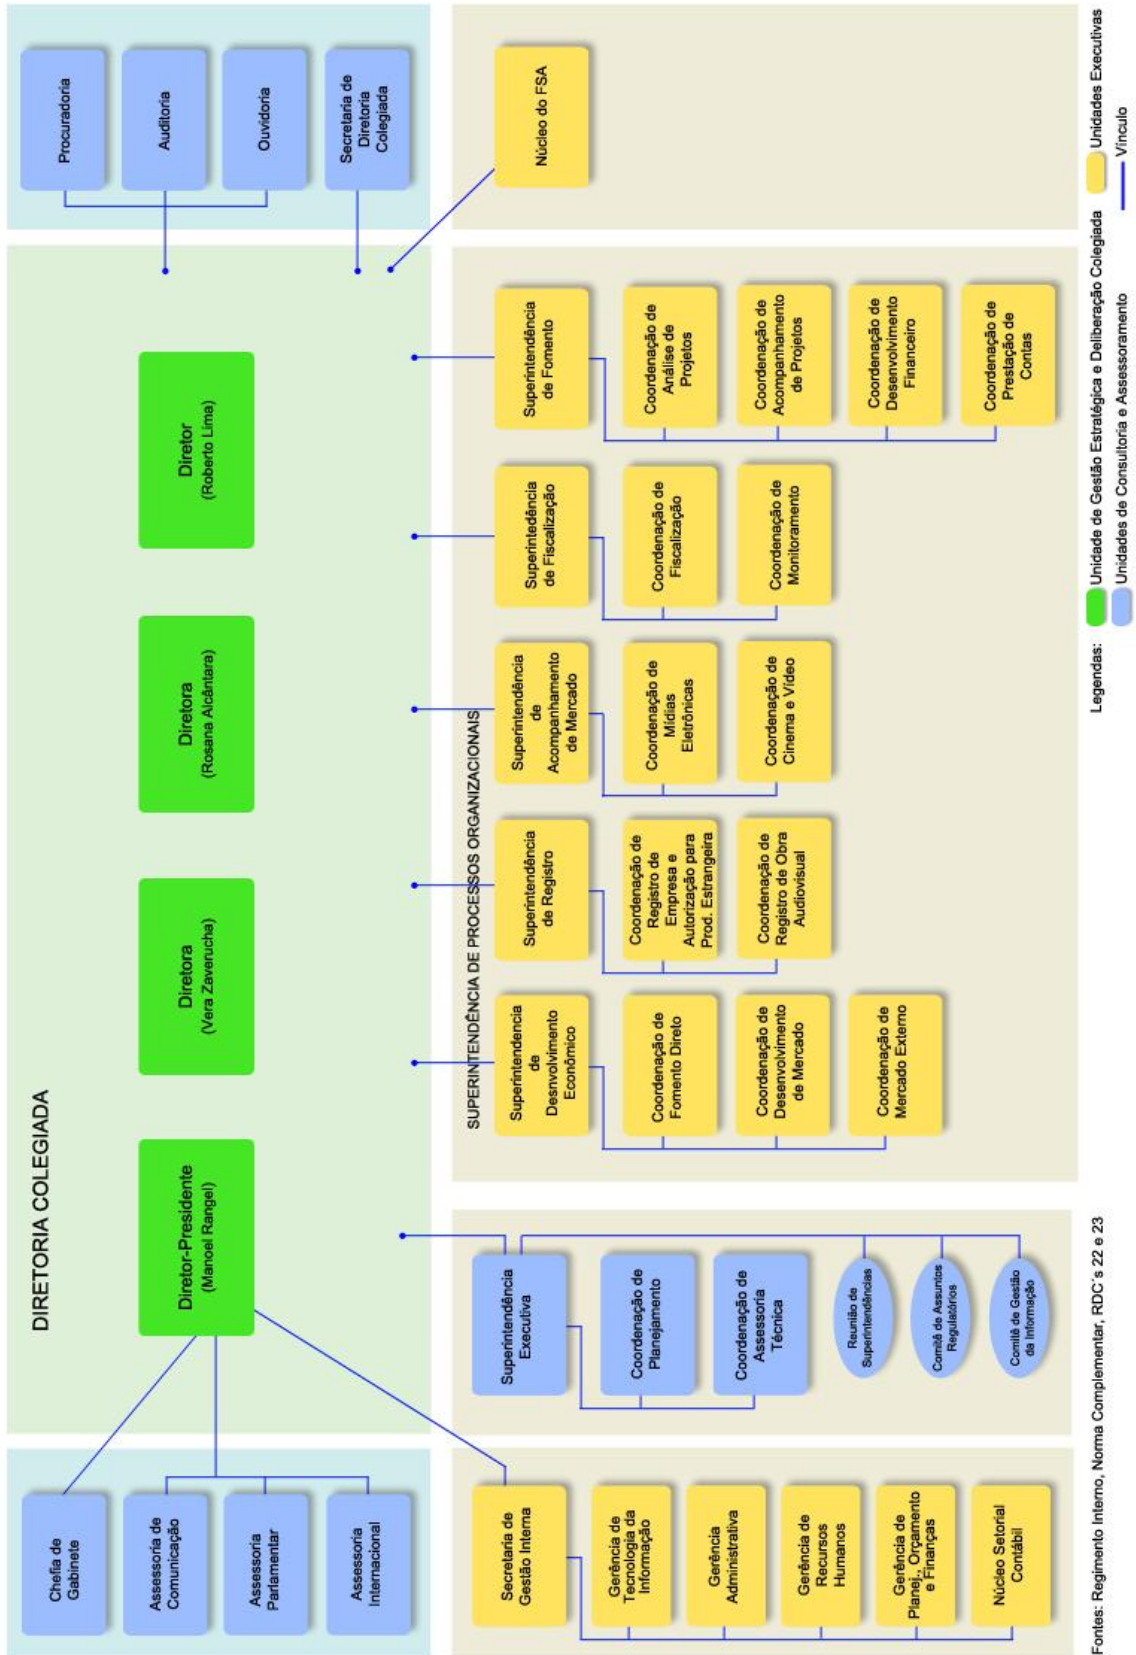 DIRETORIA COLEGIADA
Chefia de
Gabinete
Assessoria de
Comunicação
Assessoria
Parlamentar
Assessoria
Internacional
Diretor-Presidente
(Manoel Rangel)
Diretora
(Vera Zaverucha)
Diretora
(Rosana Alcântara)
Diretor
(Roberto Lima)
Procuradoria
Auditoria
Ouvidoria
Secretaria de
Diretoria
Colegiada
Secretaria de
Gestão Interna
Gerência de
Tecnologia da
Informação
Gerência
Administrativa
Gerência de
Recursos
Humanos
Gerência de
Planej., Orçamento
e Finanças
Núcleo Setorial
Contábil
Superintendência
Executiva
Coordenação de
Planejamento
Coordenação de
Assessoria
Técnica
Reunião de
Superintendências
Comitê de Assuntos
Regulatórios
Comitê de Gestão
da Informação
SUPERINTENDÊNCIA DE PROCESSOS ORGANIZACIONAIS
Superintendencia
de
Desnvolvimento
Econômico
Coordenação de
Fomento Direto
Coordenação de
Desenvolvimento
de Mercado
Coordenação de
Mercado Externo
Superintendência
de Registro
Coordenação de
Registro de
Empresa e
Autorização para
Prod. Estrangeira
Coordenação de
Registro de Obra
Audiovisual
Superintendência
de
Acompanhamento
de Mercado
Coordenação de
Mídias
Eletrônicas
Coordenação de
Cinema e Vídeo
Superintedência
de Fiscalização
Coordenação de
Fiscalização
Coordenação de
Monitoramento
Superintendência
de Fomento
Coordenação de
Análise de
Projetos
Coordenação de
Acompanhamento
de Projetos
Coordenação de
Desenvolvimento
Financeiro
Coordenação de
Prestação de
Contas
Núcleo do FSA
Legendas:
Unidade de Gestão Estratégica e Deliberação Colegiada
Unidades Executivas
Unidades de Consultoria e Assessoramento
Vínculo
Fontes: Regimento Interno, Norma Complementar, RDC´s 22 e 23